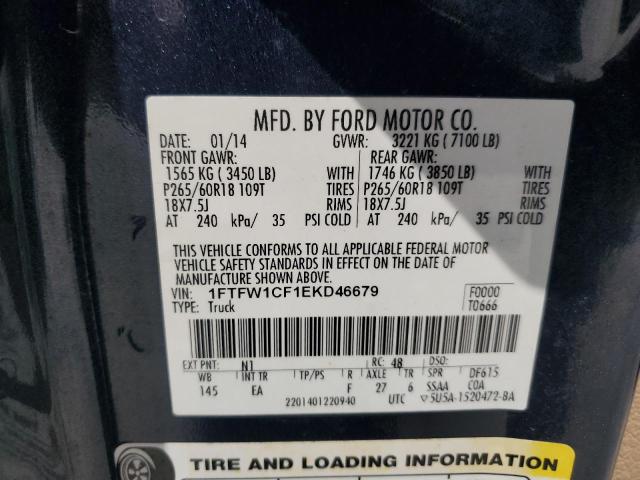 MFD. BY FORD MOTOR CO.
DATE: 01/14 GVWR: 3221 KG ( 7100 LB)
FRONT GAWR: REAR GAWR:
1565 KG ( 3450 LB) WITH 1746 KG ( 3850 LB) WITH
P265/60R18 109T TIRES P265/60R18 109T TIRES
18X7.5J RIMS 18X7.5J RIMS
AT 240 kPa/ 35 PSI COLD AT 240 kPa/ 35 PSI COLD
THIS VEHICLE CONFORMS TO ALL APPLICABLE FEDERAL MOTOR
VEHICLE SAFETY STANDARDS IN EFFECT ON THE DATE OF
MANUFACTURE SHOWN ABOVE.
VIN: 1FTFW1CF1EKD46679 F0000
TYPE: Truck T0666
EXT PNT: N1 RC: 48 DSO:
WB INT TR TP/PS R AXLE TR SPR DF615
145 EA F 27 6 SSAA COA
2201401220940 UTC ▽5U5A-1520472-BA
TIRE AND LOADING INFORMATION